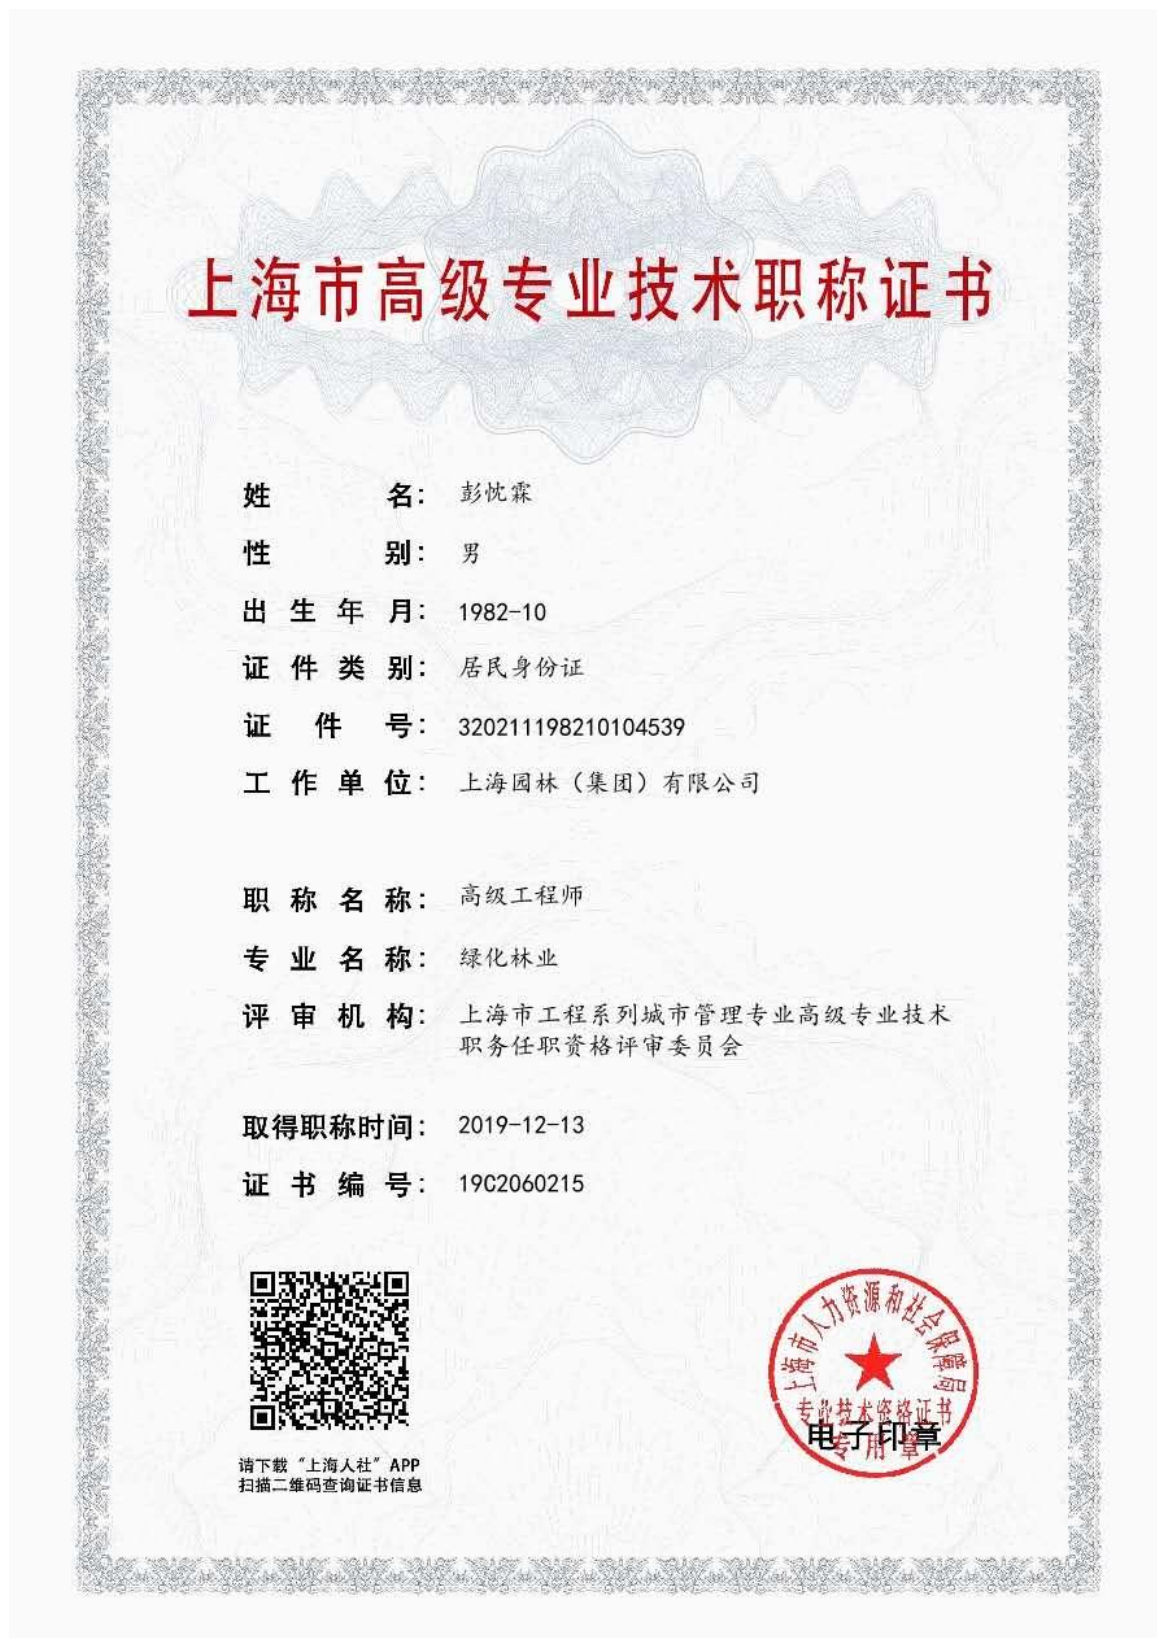 上海市高级专业技术职称证书
姓名：彭忱霖
性别：男
出生年月：1982-10
证件类别：居民身份证
证件号：320211198210104539
工作单位：上海园林（集团）有限公司
职称名称：高级工程师
专业名称：绿化林业
评审机构：上海市工程系列城市管理专业高级专业技术
职务任职资格评审委员会
取得职称时间：2019-12-13
证书编号：19C2060215
请下载“上海人社”APP
扫描二维码查询证书信息
上海市人力资源和社会保障局
专业技术资格证书
专用章
电子印章